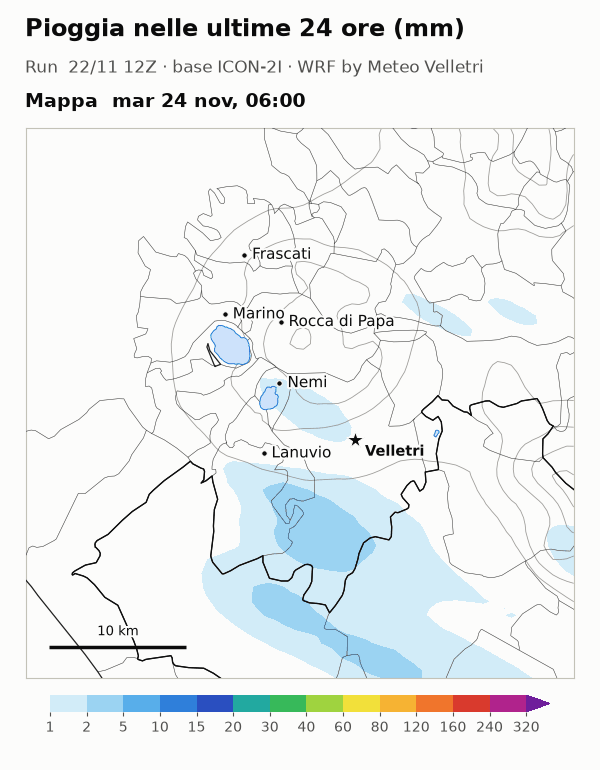 Pioggia nelle ultime 24 ore (mm)
Run  22/11 12Z · base ICON-2I · WRF by Meteo Velletri
Mappa  mar 24 nov, 06:00
Frascati
Marino
Rocca di Papa
Nemi
Velletri
Lanuvio
10 km
1 2 5 10 15 20 30 40 60 80 120 160 240 320